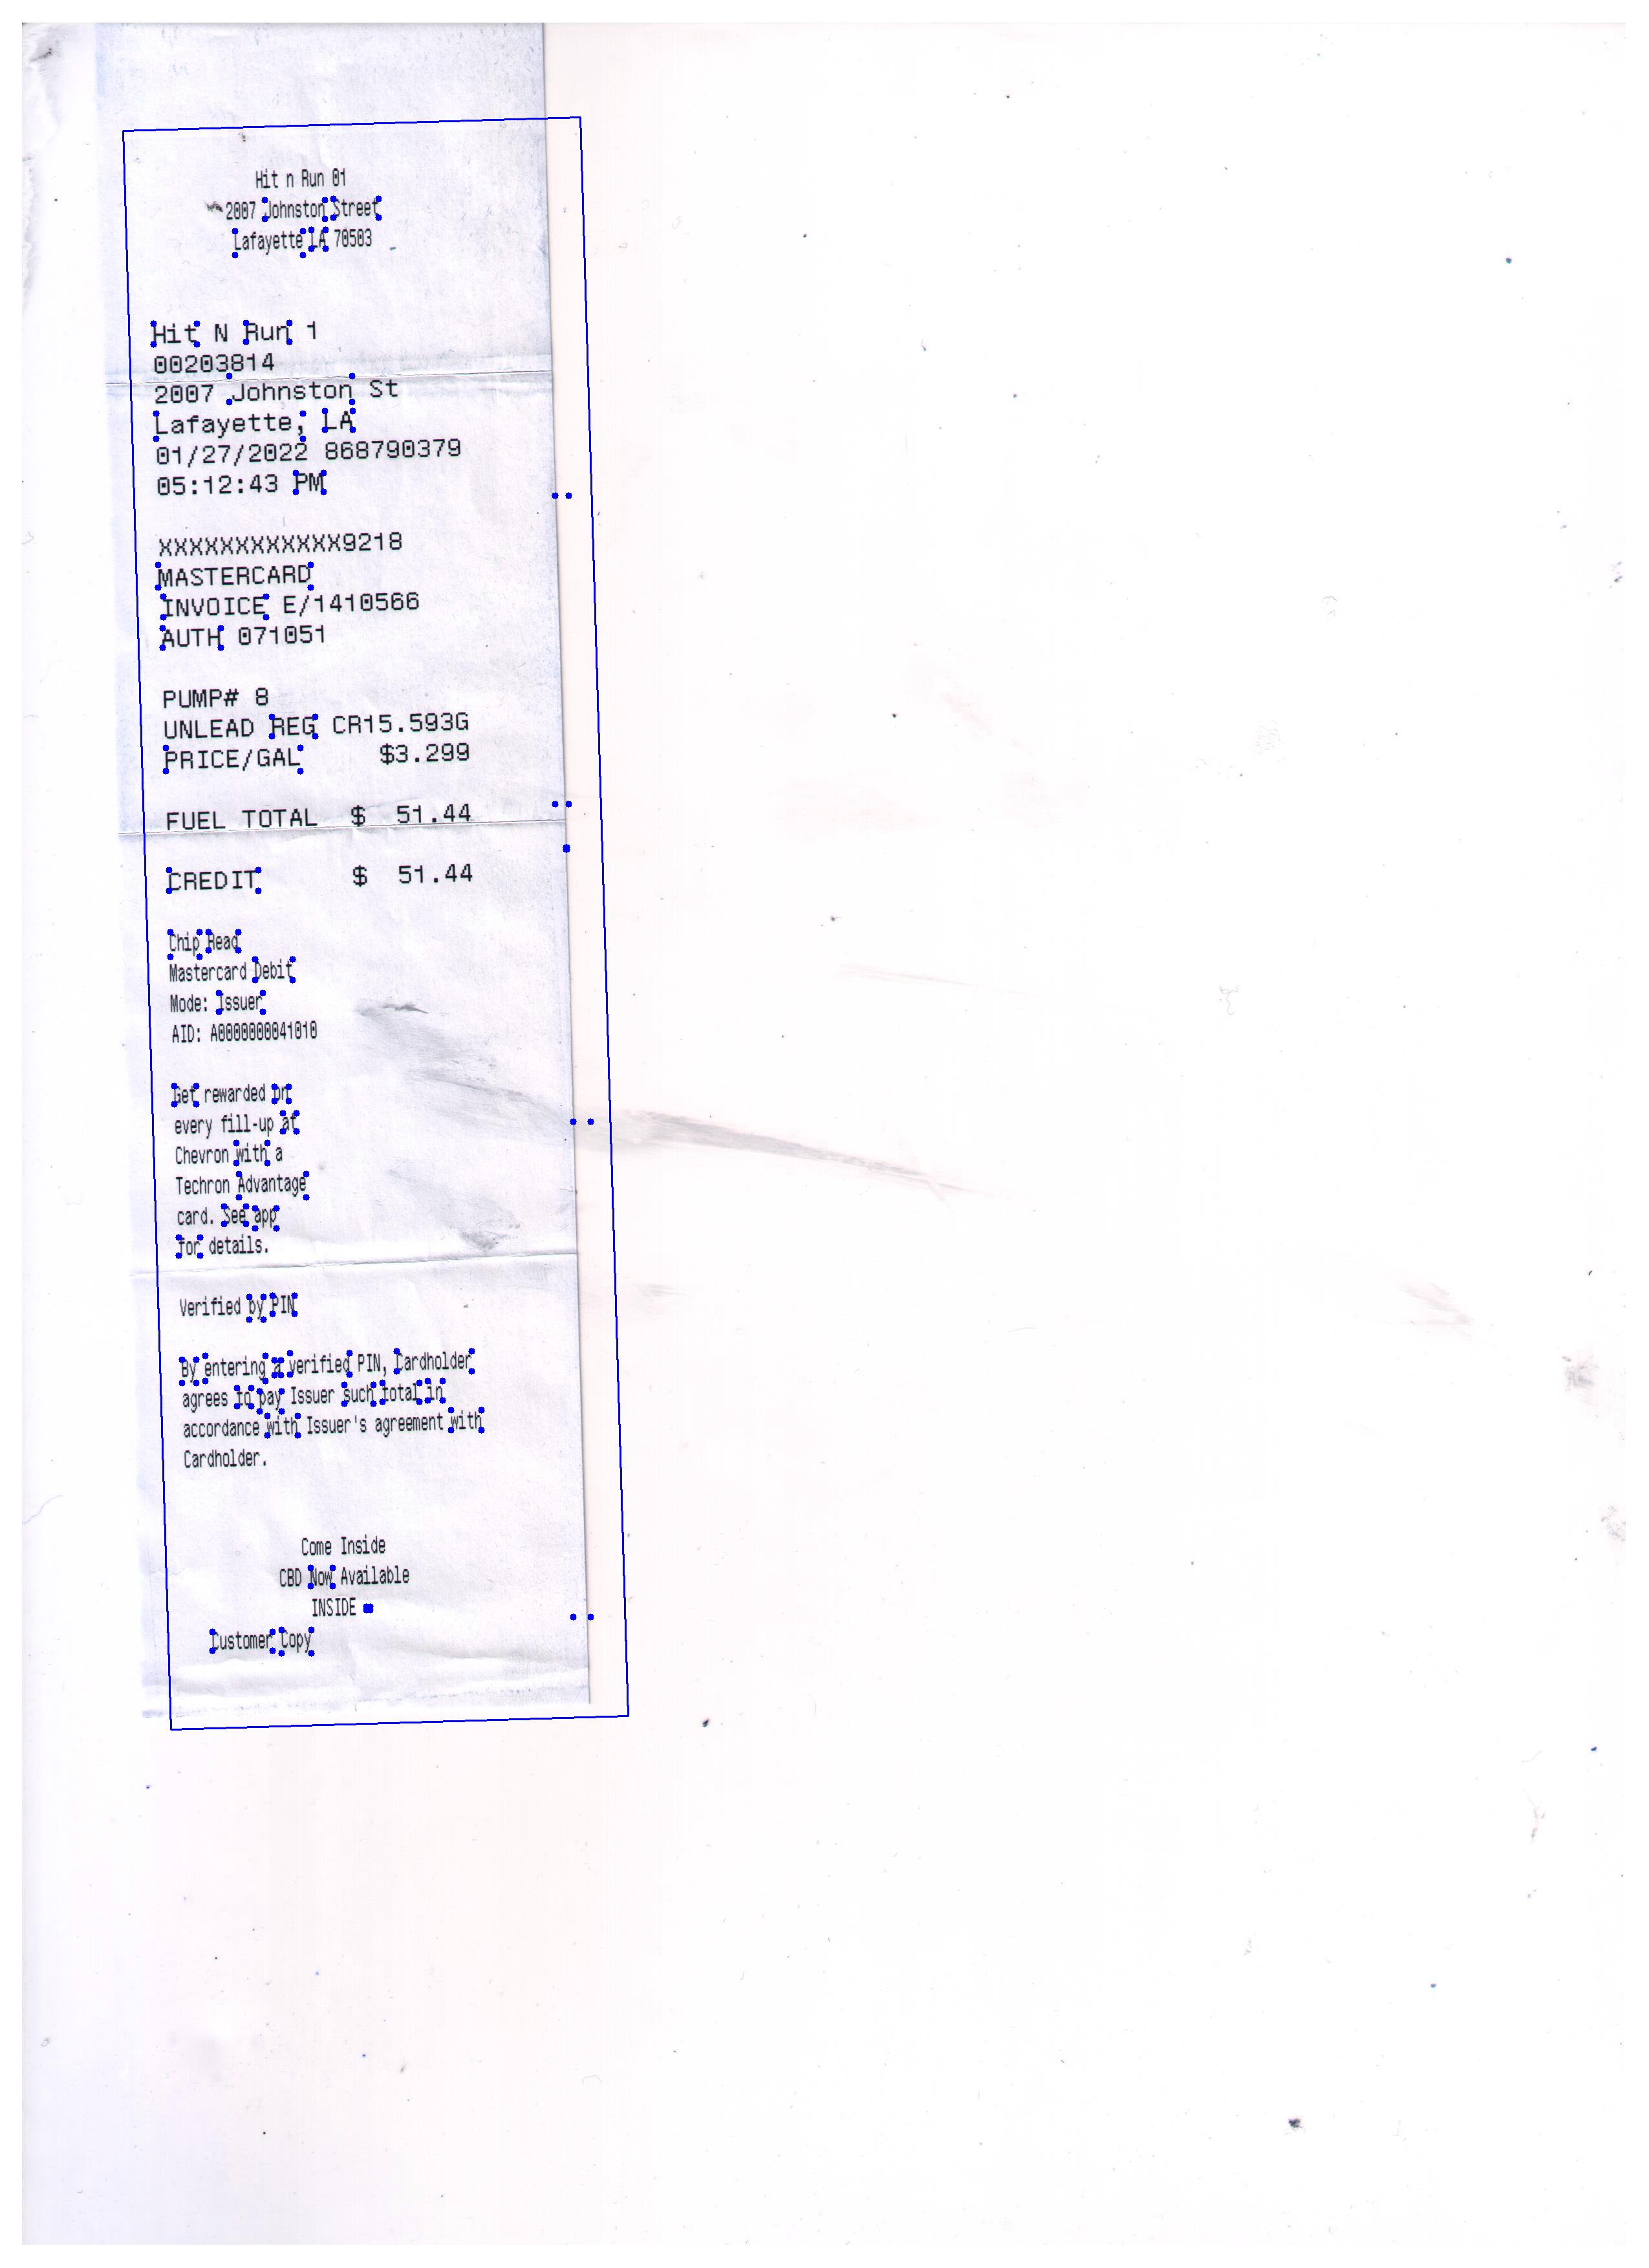 Hit n Run 01
2007 Johnston Street
Lafayette LA 70503
Hit N Run 1
00203814
2007 Johnston St
Lafayette, LA
01/27/2022 868790379
05:12:43 PM
XXXXXXXXXXXX9218
MASTERCARD
INVOICE E/1410566
AUTH 071051
PUMP# 8
UNLEAD REG CR15.593G
PRICE/GAL $3.299
FUEL TOTAL $ 51.44
CREDIT $ 51.44
Chip Read
Mastercard Debit
Mode: Issuer
AID: A0000000041010
Get rewarded on
every fill-up at
Chevron with a
Techron Advantage
card. See app
for details.
Verified by PIN
By entering a verified PIN, Cardholder
agrees to pay Issuer such total in
accordance with Issuer's agreement with
Cardholder.
Come Inside
CBD Now Available
INSIDE
Customer Copy